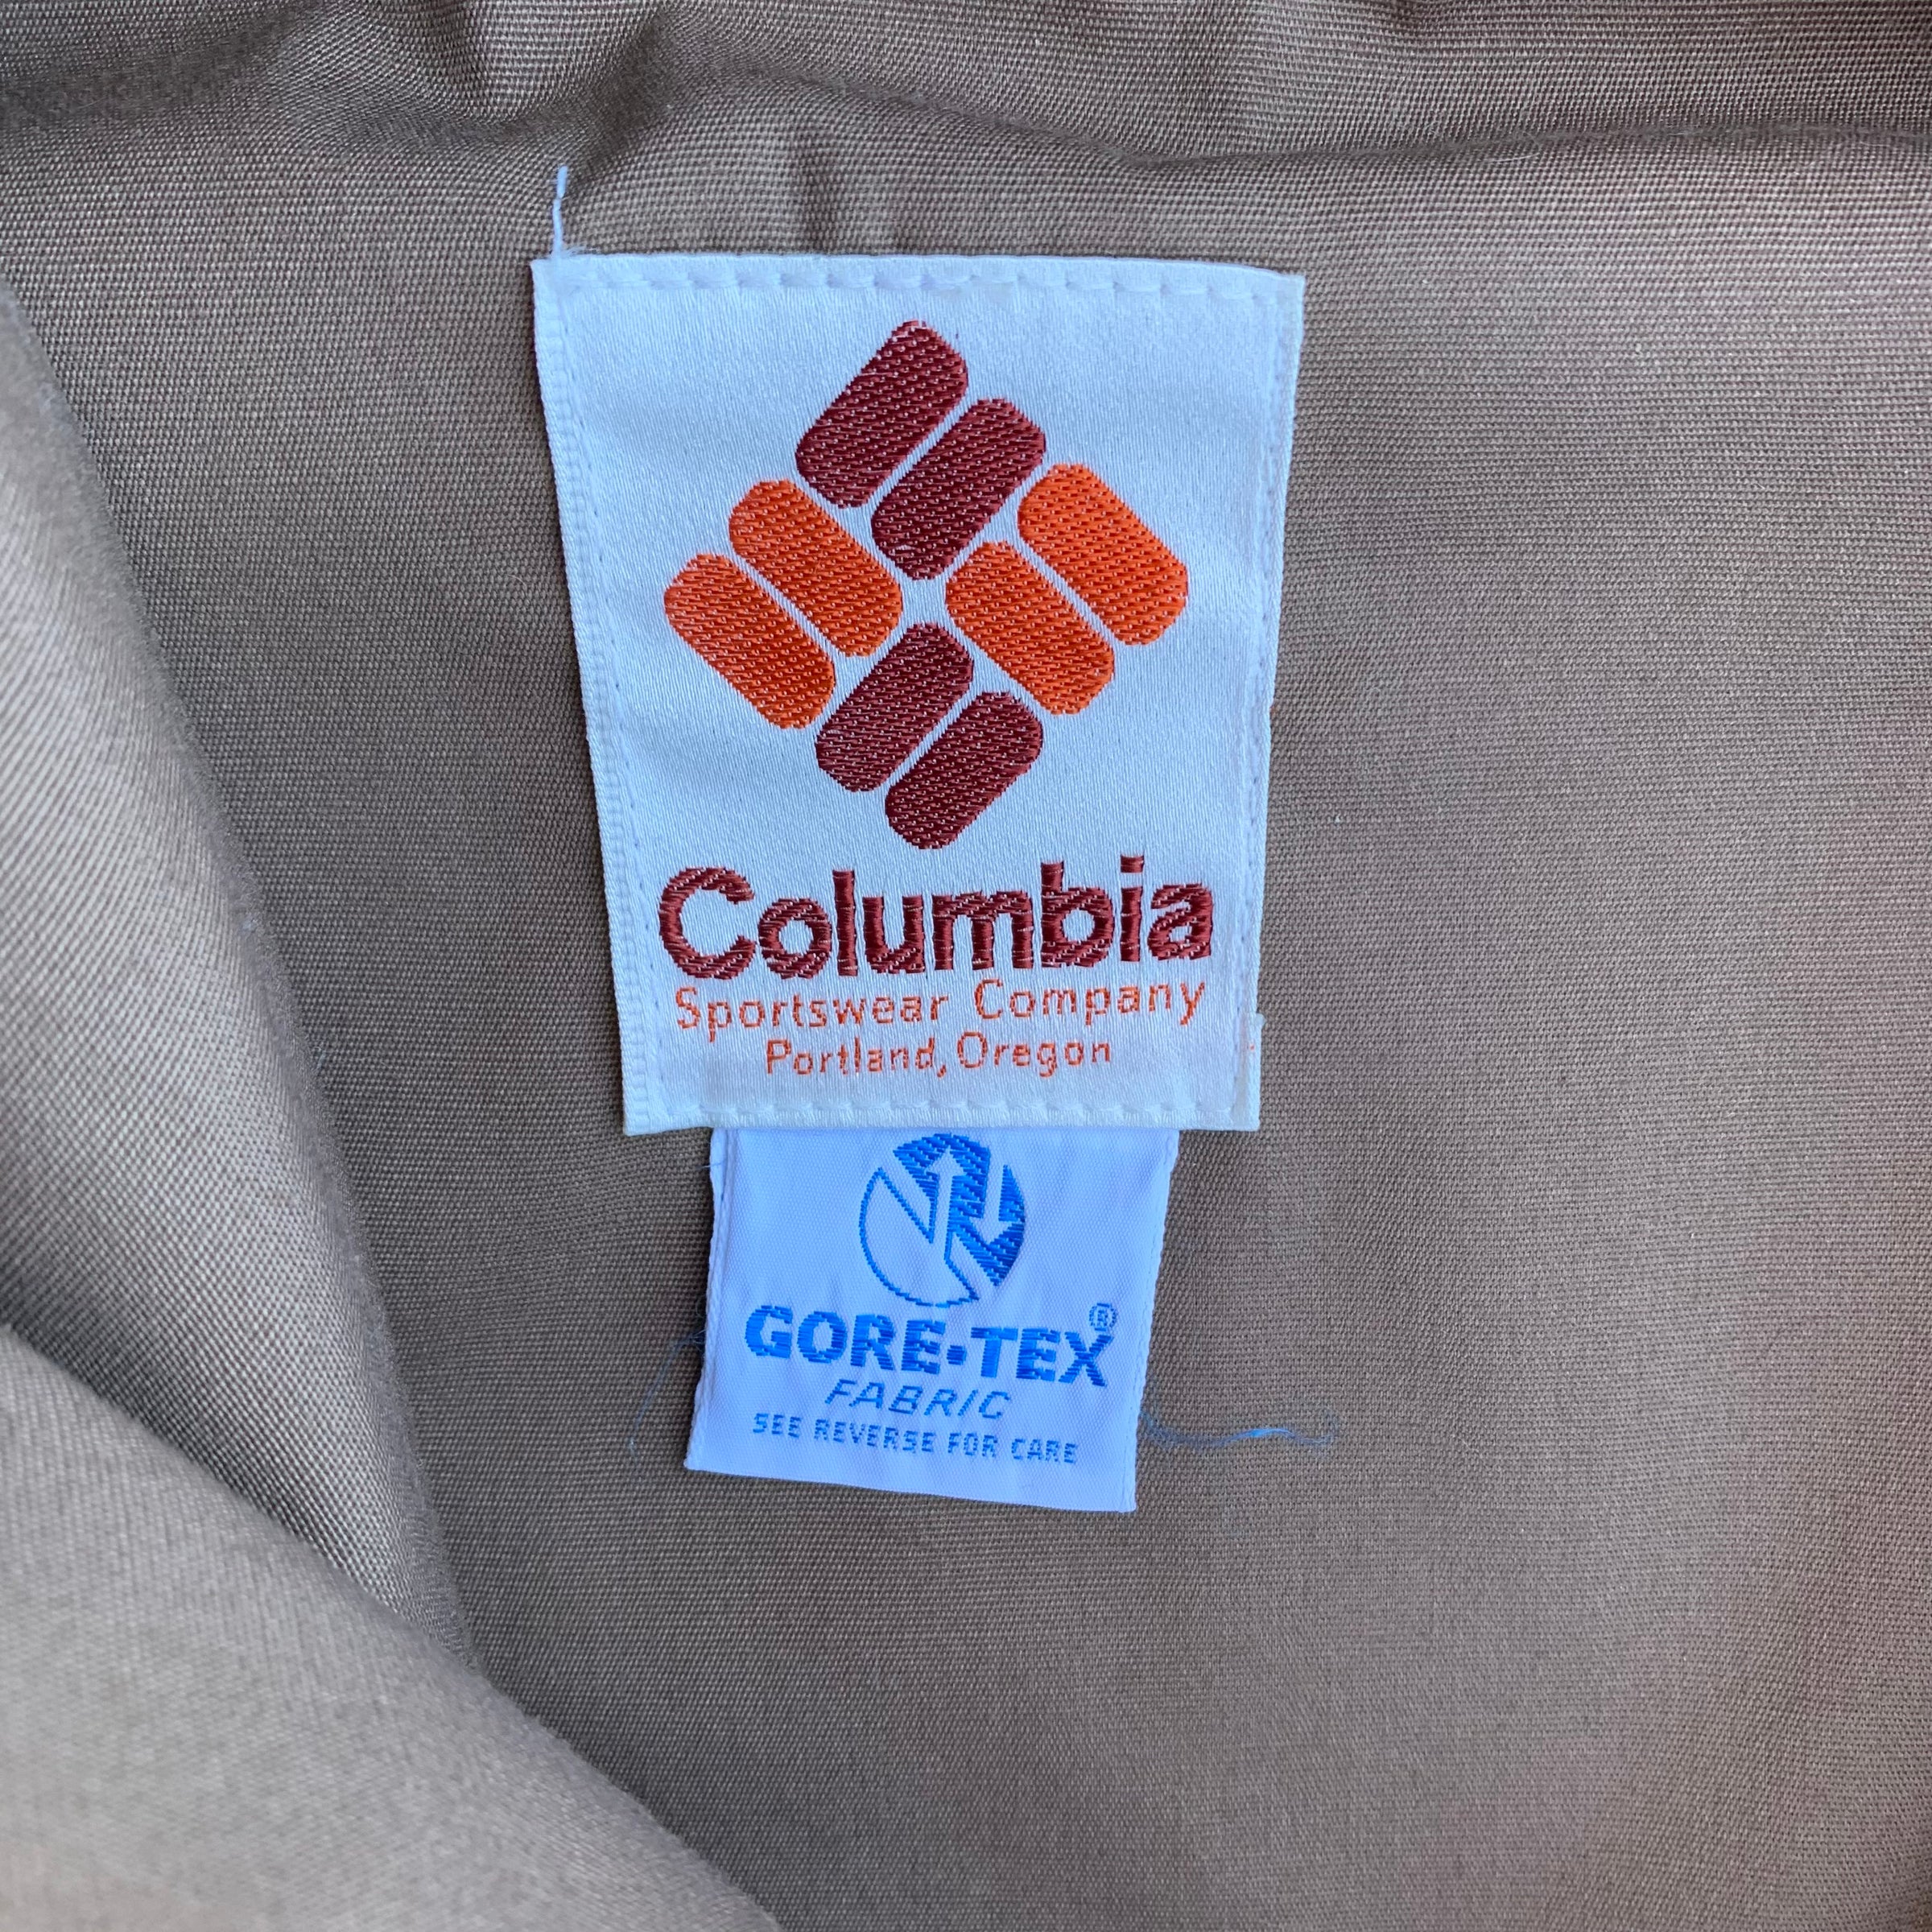 Columbia
Sportswear Company
Portland, Oregon
GORE-TEX®
FABRIC
SEE REVERSE FOR CARE